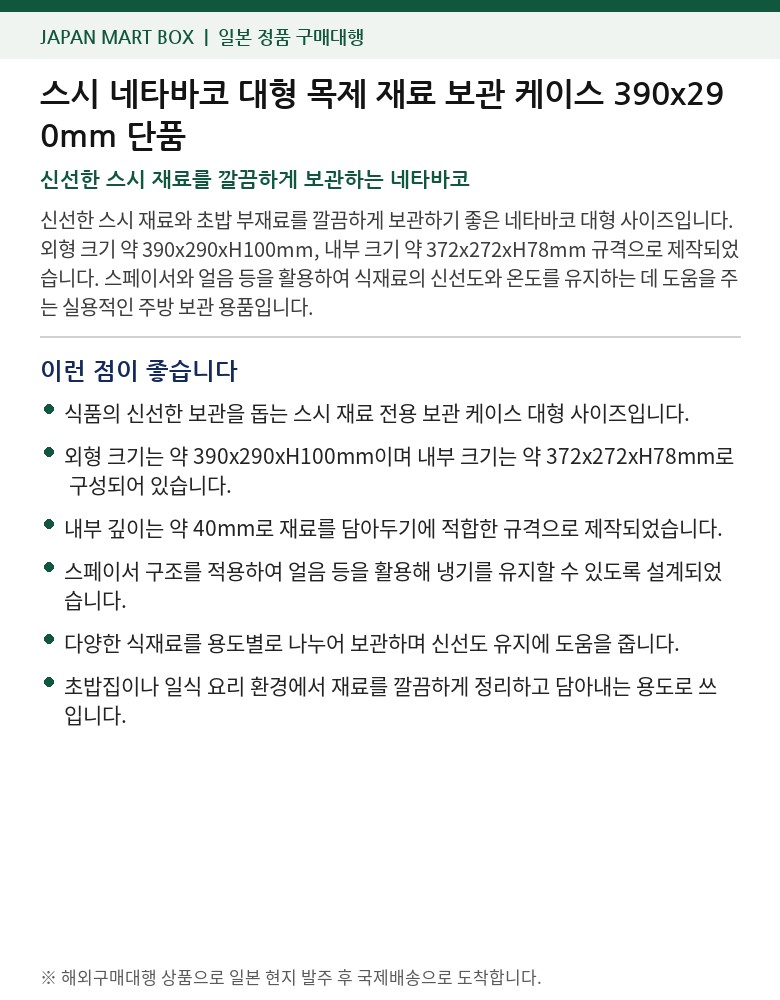 JAPAN MART BOX | 일본 정품 구매대행
스시 네타바코 대형 목제 재료 보관 케이스 390x29
0mm 단품
신선한 스시 재료를 깔끔하게 보관하는 네타바코
신선한 스시 재료와 초밥 부재료를 깔끔하게 보관하기 좋은 네타바코 대형 사이즈입니다.
외형 크기 약 390x290xH100mm, 내부 크기 약 372x272xH78mm 규격으로 제작되었
습니다. 스페이서와 얼음 등을 활용하여 식재료의 신선도와 온도를 유지하는 데 도움을 주
는 실용적인 주방 보관 용품입니다.
이런 점이 좋습니다
● 식품의 신선한 보관을 돕는 스시 재료 전용 보관 케이스 대형 사이즈입니다.
● 외형 크기는 약 390x290xH100mm이며 내부 크기는 약 372x272xH78mm로
구성되어 있습니다.
● 내부 깊이는 약 40mm로 재료를 담아두기에 적합한 규격으로 제작되었습니다.
● 스페이서 구조를 적용하여 얼음 등을 활용해 냉기를 유지할 수 있도록 설계되었
습니다.
● 다양한 식재료를 용도별로 나누어 보관하며 신선도 유지에 도움을 줍니다.
● 초밥집이나 일식 요리 환경에서 재료를 깔끔하게 정리하고 담아내는 용도로 쓰
입니다.
※ 해외구매대행 상품으로 일본 현지 발주 후 국제배송으로 도착합니다.